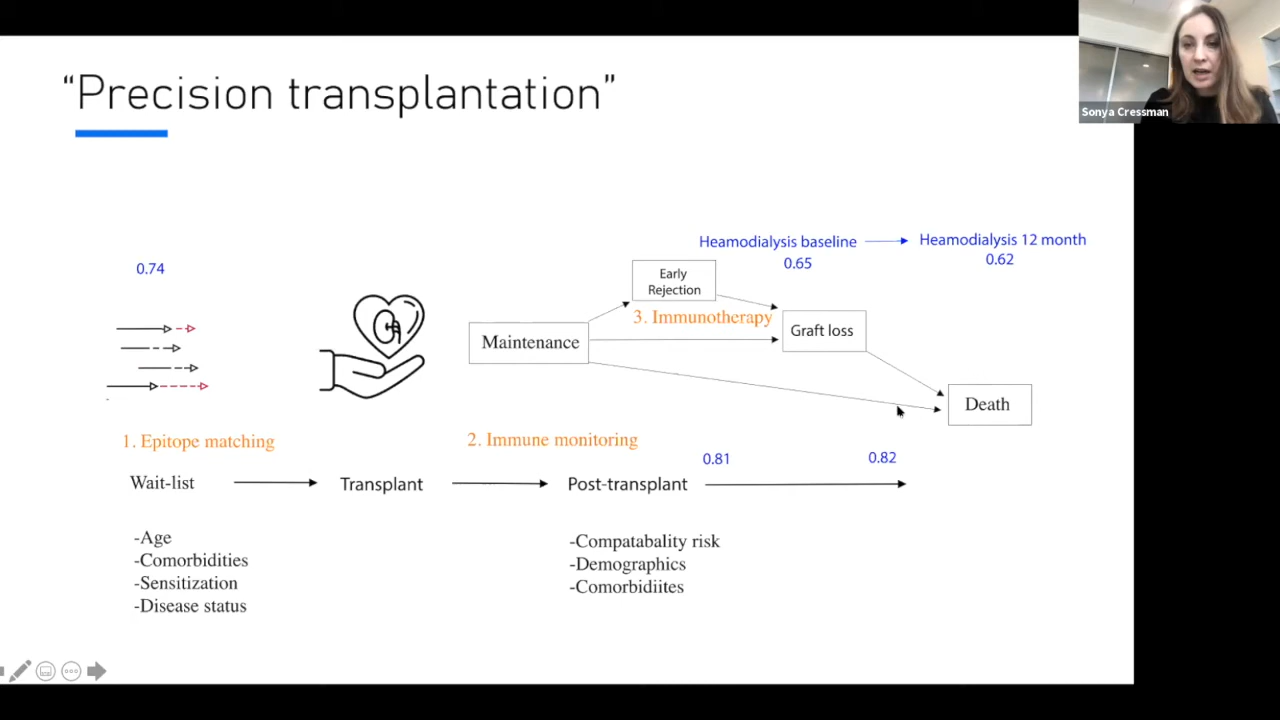 “Precision transplantation”
Sonya Cressman
Heamodialysis baseline
0.65
Heamodialysis 12 month
0.62
0.74
Early
Rejection
3. Immunotherapy
Maintenance
Graft loss
Death
1. Epitope matching
2. Immune monitoring
0.81
0.82
Wait-list
Transplant
Post-transplant
-Age
-Comorbidities
-Sensitization
-Disease status
-Compatabality risk
-Demographics
-Comorbidiites